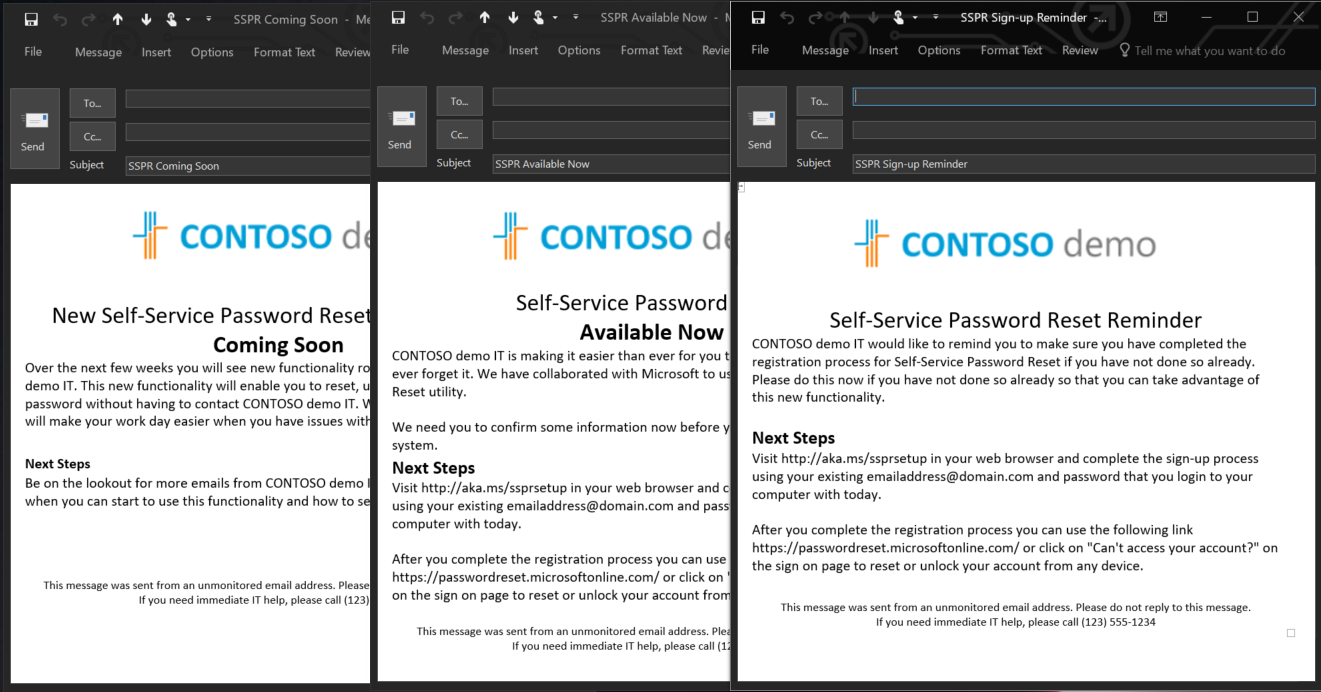 SSPR Coming Soon - Me
File Message Insert Options Format Text Review
Send
To...
Cc...
Subject
SSPR Coming Soon
CONTOSO de
New Self-Service Password Reset
Coming Soon
Over the next few weeks you will see new functionality ro
demo IT. This new functionality will enable you to reset, u
password without having to contact CONTOSO demo IT. W
will make your work day easier when you have issues with
Next Steps
Be on the lookout for more emails from CONTOSO demo I
when you can start to use this functionality and how to se
This message was sent from an unmonitored email address. Please
If you need immediate IT help, please call (123)
SSPR Available Now - M
File Message Insert Options Format Text Revie
Send
To...
Cc...
Subject
SSPR Available Now
CONTOSO de
Self-Service Password
Available Now
CONTOSO demo IT is making it easier than ever for you t
ever forget it. We have collaborated with Microsoft to us
Reset utility.
We need you to confirm some information now before y
system.
Next Steps
Visit http://aka.ms/ssprsetup in your web browser and c
using your existing emailaddress@domain.com and pass
computer with today.
After you complete the registration process you can use
https://passwordreset.microsoftonline.com/ or click on "
on the sign on page to reset or unlock your account from
This message was sent from an unmonitored email address. Plea
If you need immediate IT help, please call (12
SSPR Sign-up Reminder -...
File Message Insert Options Format Text Review Tell me what you want to do
Send
To...
Cc...
Subject
SSPR Sign-up Reminder
CONTOSO demo
Self-Service Password Reset Reminder
CONTOSO demo IT would like to remind you to make sure you have completed the
registration process for Self-Service Password Reset if you have not done so already.
Please do this now if you have not done so already so that you can take advantage of
this new functionality.
Next Steps
Visit http://aka.ms/ssprsetup in your web browser and complete the sign-up process
using your existing emailaddress@domain.com and password that you login to your
computer with today.
After you complete the registration process you can use the following link
https://passwordreset.microsoftonline.com/ or click on "Can't access your account?" on
the sign on page to reset or unlock your account from any device.
This message was sent from an unmonitored email address. Please do not reply to this message.
If you need immediate IT help, please call (123) 555-1234